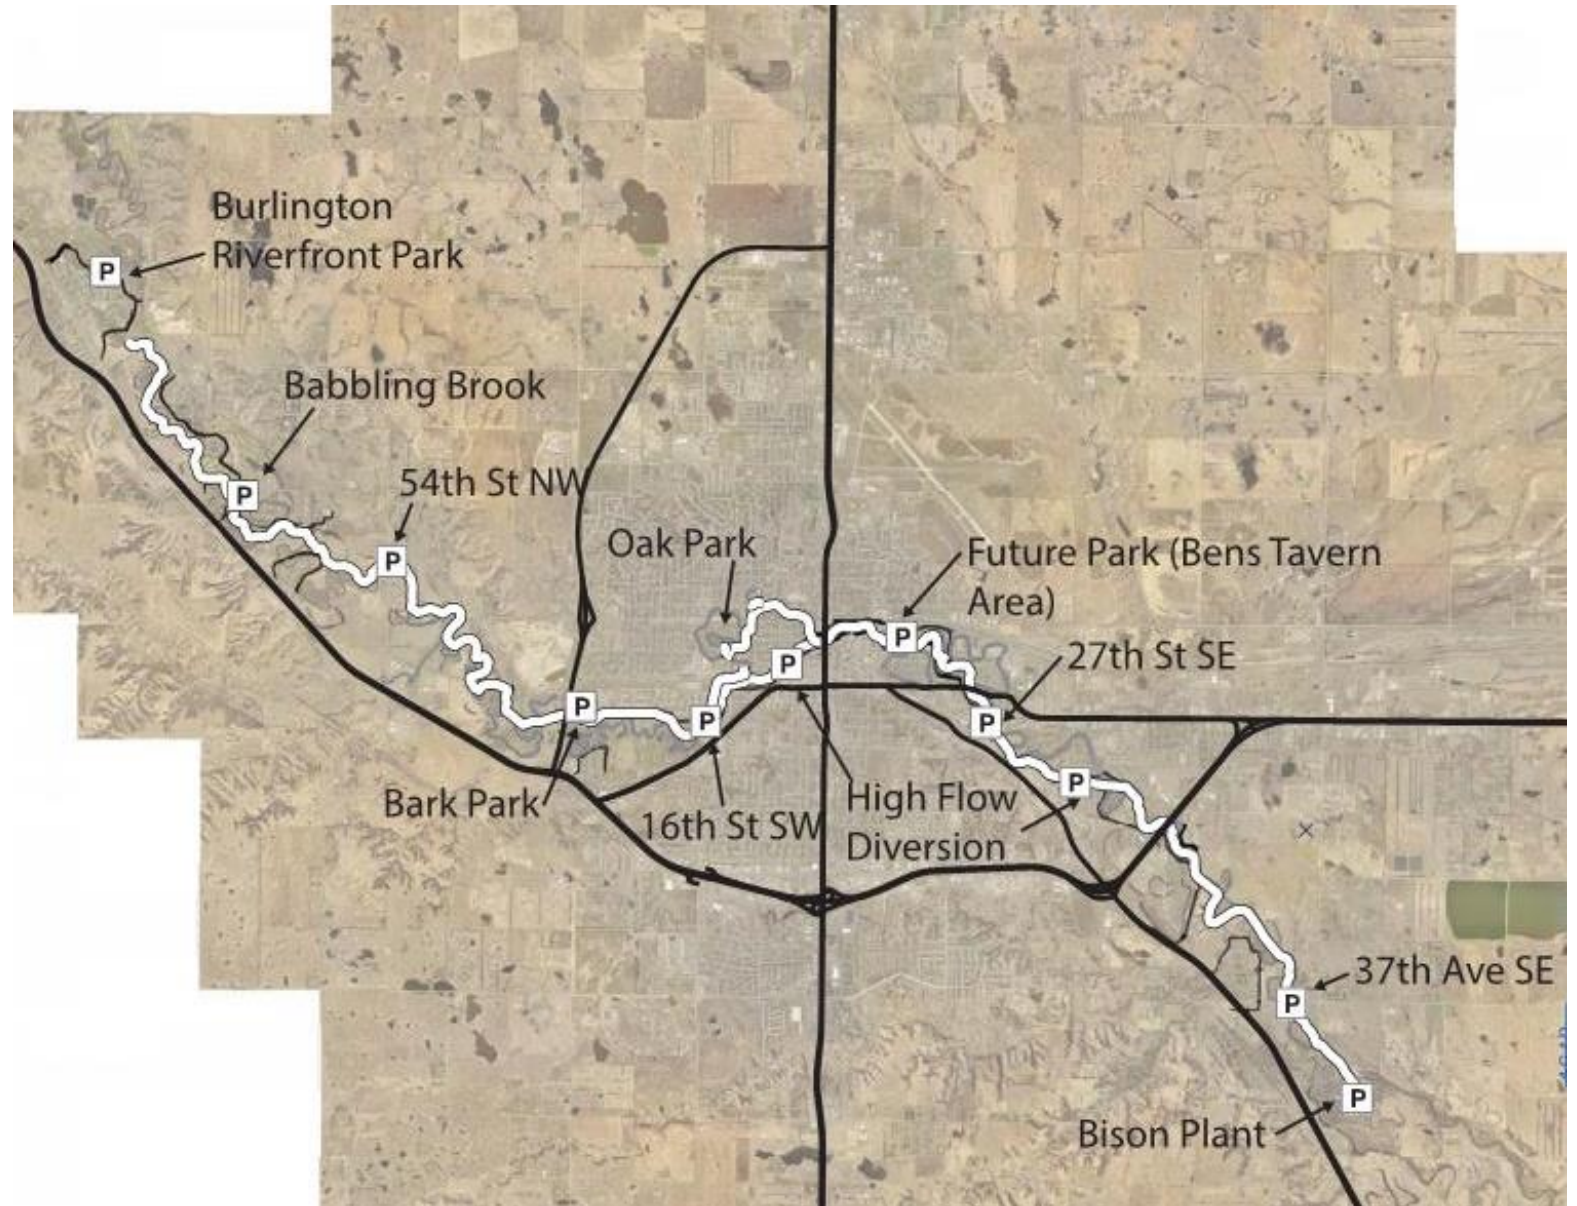 Burlington
Riverfront Park
P
Babbling Brook
P
54th St NW
P
Oak Park
Future Park (Bens Tavern
Area)
P
27th St SE
P
P
P
P
P
Bark Park
16th St SW
High Flow
Diversion
37th Ave SE
P
Bison Plant
P